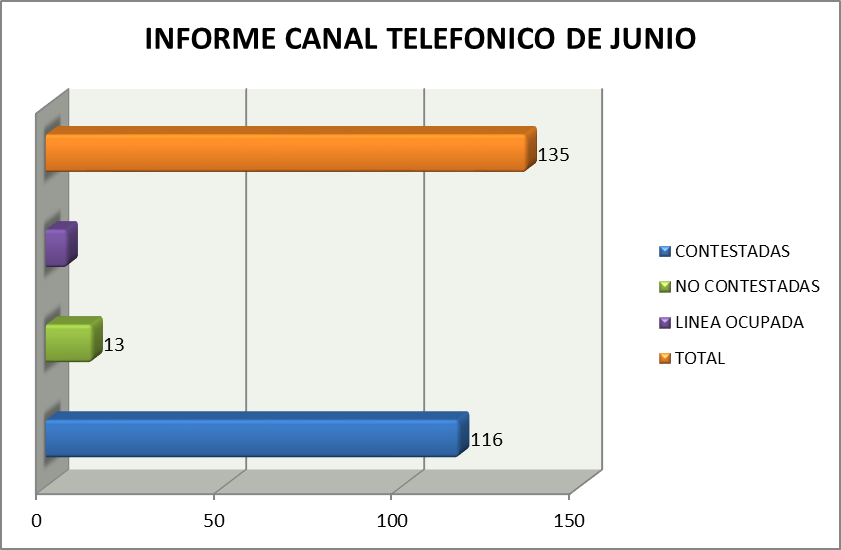 INFORME CANAL TELEFONICO DE JUNIO
135
13
116
0
50
100
150
CONTESTADAS
NO CONTESTADAS
LINEA OCUPADA
TOTAL